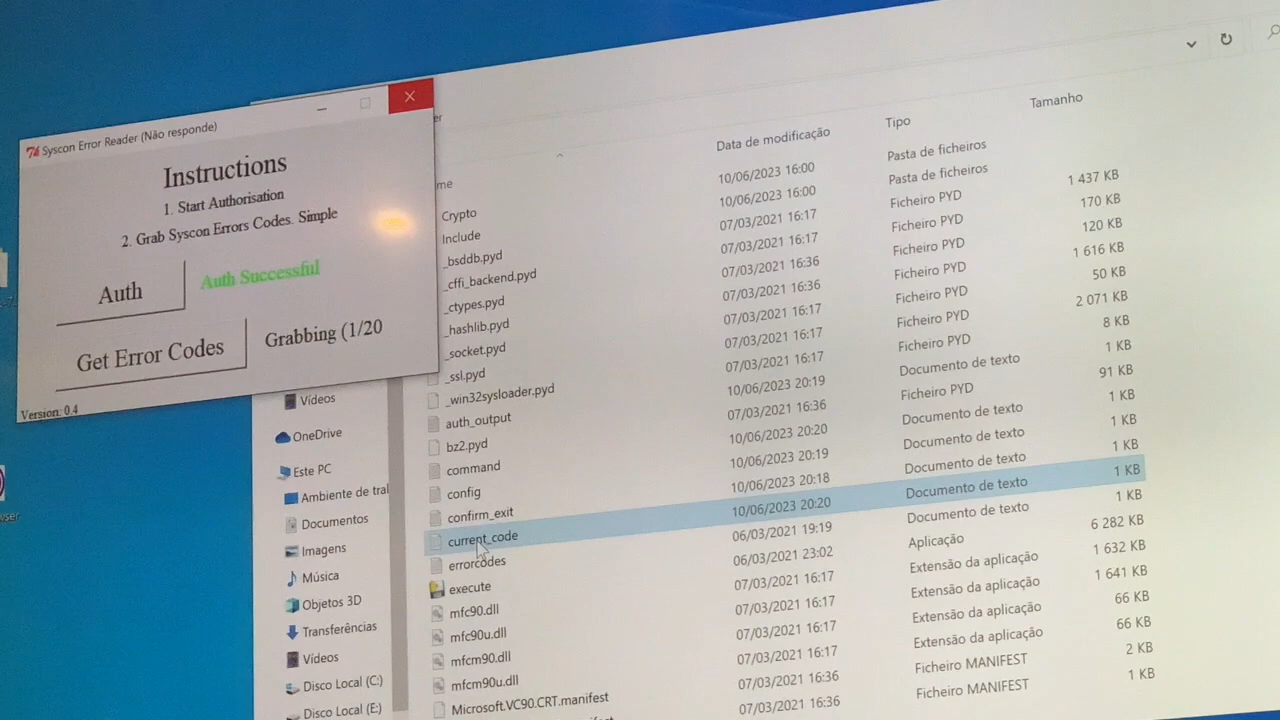 Syscon Error Reader (Não responde)
Instructions
1. Start Authorisation
2. Grab Syscon Errors Codes. Simple
Auth
Auth Successful
Get Error Codes
Grabbing (1/20
Version: 0.4
er
me
Data de modificação
Tipo
Tamanho
Crypto
10/06/2023 16:00
Pasta de ficheiros
Include
10/06/2023 16:00
Pasta de ficheiros
_bsddb.pyd
07/03/2021 16:17
Ficheiro PYD
1 437 KB
_cffi_backend.pyd
07/03/2021 16:17
Ficheiro PYD
170 KB
_ctypes.pyd
07/03/2021 16:36
Ficheiro PYD
120 KB
_hashlib.pyd
07/03/2021 16:36
Ficheiro PYD
1 616 KB
_socket.pyd
07/03/2021 16:17
Ficheiro PYD
50 KB
_ssl.pyd
07/03/2021 16:17
Ficheiro PYD
2 071 KB
_win32sysloader.pyd
07/03/2021 16:17
Ficheiro PYD
8 KB
auth_output
10/06/2023 20:19
Documento de texto
1 KB
bz2.pyd
07/03/2021 16:36
Ficheiro PYD
91 KB
command
10/06/2023 20:20
Documento de texto
1 KB
config
10/06/2023 20:19
Documento de texto
1 KB
confirm_exit
10/06/2023 20:18
Documento de texto
1 KB
current_code
10/06/2023 20:20
Documento de texto
1 KB
errorcodes
06/03/2023 19:19
Documento de texto
1 KB
execute
06/03/2023 23:02
Aplicação
6 282 KB
mfc90.dll
07/03/2021 16:17
Extensão da aplicação
1 632 KB
mfc90u.dll
07/03/2021 16:17
Extensão da aplicação
1 641 KB
mfcm90.dll
07/03/2021 16:17
Extensão da aplicação
66 KB
mfcm90u.dll
07/03/2021 16:17
Extensão da aplicação
66 KB
Microsoft.VC90.CRT.manifest
07/03/2021 16:36
Ficheiro MANIFEST
2 KB
07/03/2021 16:36
Ficheiro MANIFEST
1 KB
Vídeos
OneDrive
Este PC
Ambiente de tral
Documentos
Imagens
Música
Objetos 3D
Transferências
Vídeos
Disco Local (C:)
Disco Local (E:)
wser